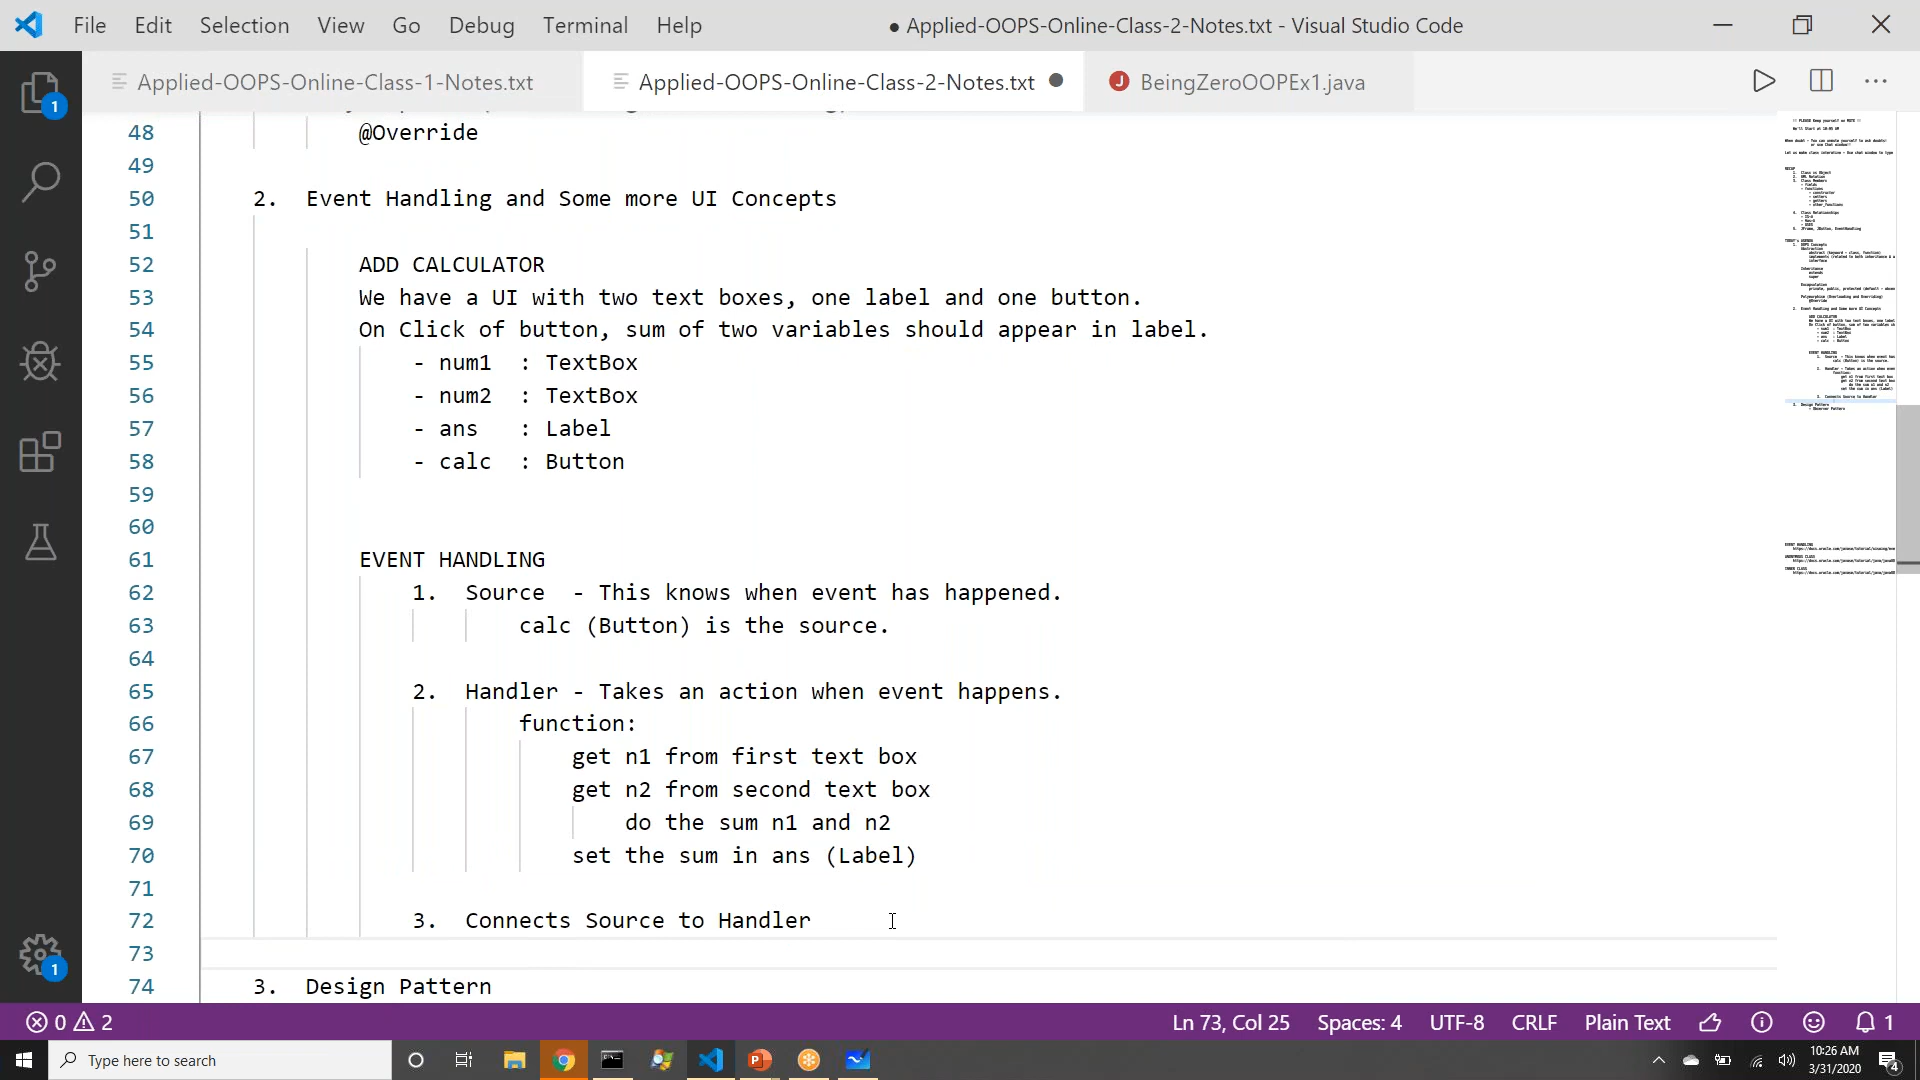 File Edit Selection View Go Debug Terminal Help ● Applied-OOPS-Online-Class-2-Notes.txt - Visual Studio Code
Applied-OOPS-Online-Class-1-Notes.txt Applied-OOPS-Online-Class-2-Notes.txt J BeingZeroOOPEx1.java
48 @Override
49
50 2. Event Handling and Some more UI Concepts
51
52 ADD CALCULATOR
53 We have a UI with two text boxes, one label and one button.
54 On Click of button, sum of two variables should appear in label.
55 - num1 : TextBox
56 - num2 : TextBox
57 - ans : Label
58 - calc : Button
59
60
61 EVENT HANDLING
62 1. Source - This knows when event has happened.
63 calc (Button) is the source.
64
65 2. Handler - Takes an action when event happens.
66 function:
67 get n1 from first text box
68 get n2 from second text box
69 do the sum n1 and n2
70 set the sum in ans (Label)
71
72 3. Connects Source to Handler
73
74 3. Design Pattern
1
1
0 2 Ln 73, Col 25 Spaces: 4 UTF-8 CRLF Plain Text 1
Type here to search
10:26 AM
3/31/2020
4